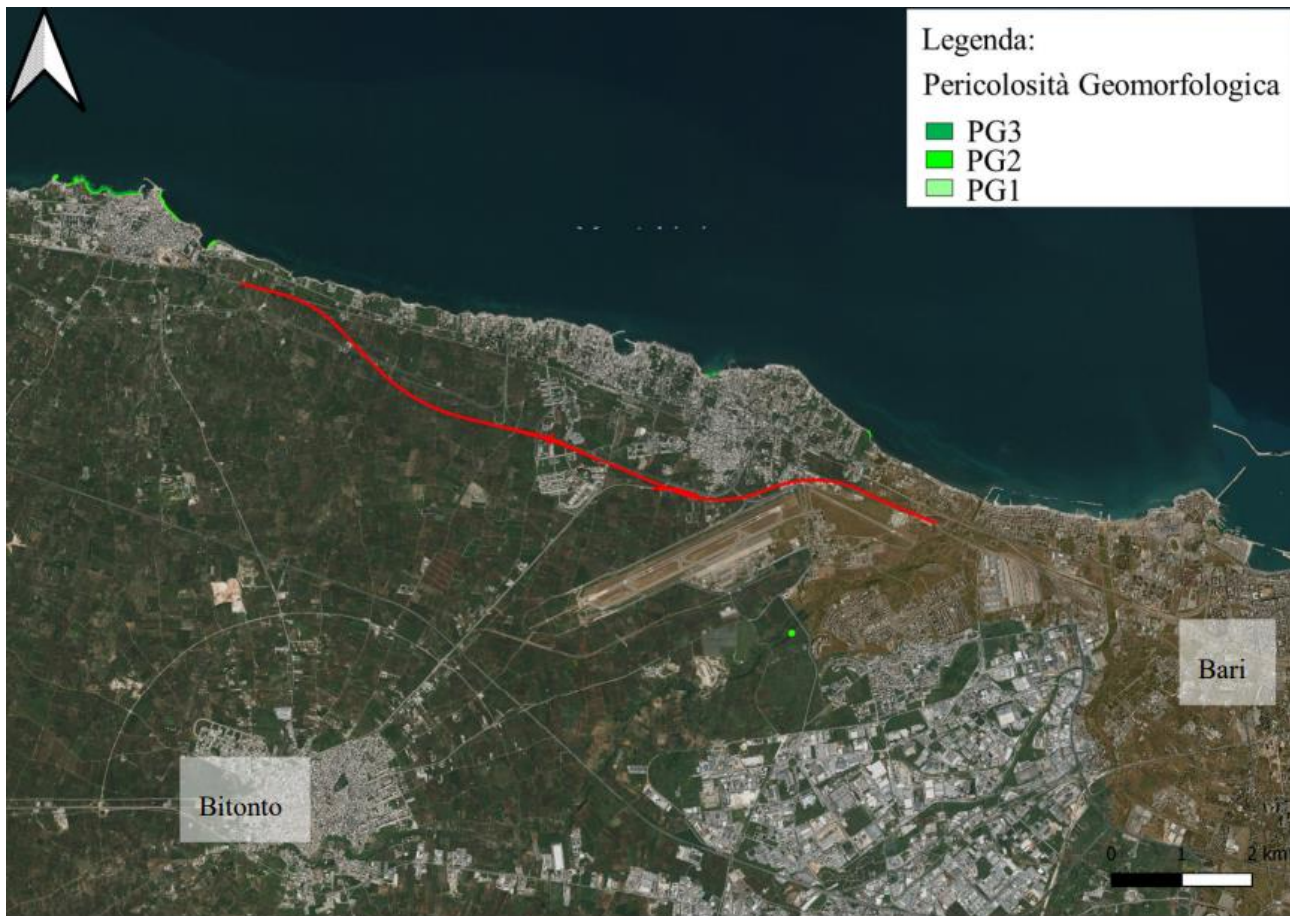 Legenda:
Pericolosità Geomorfologica
PG3
PG2
PG1
Bari
Bitonto
0 1 2 km